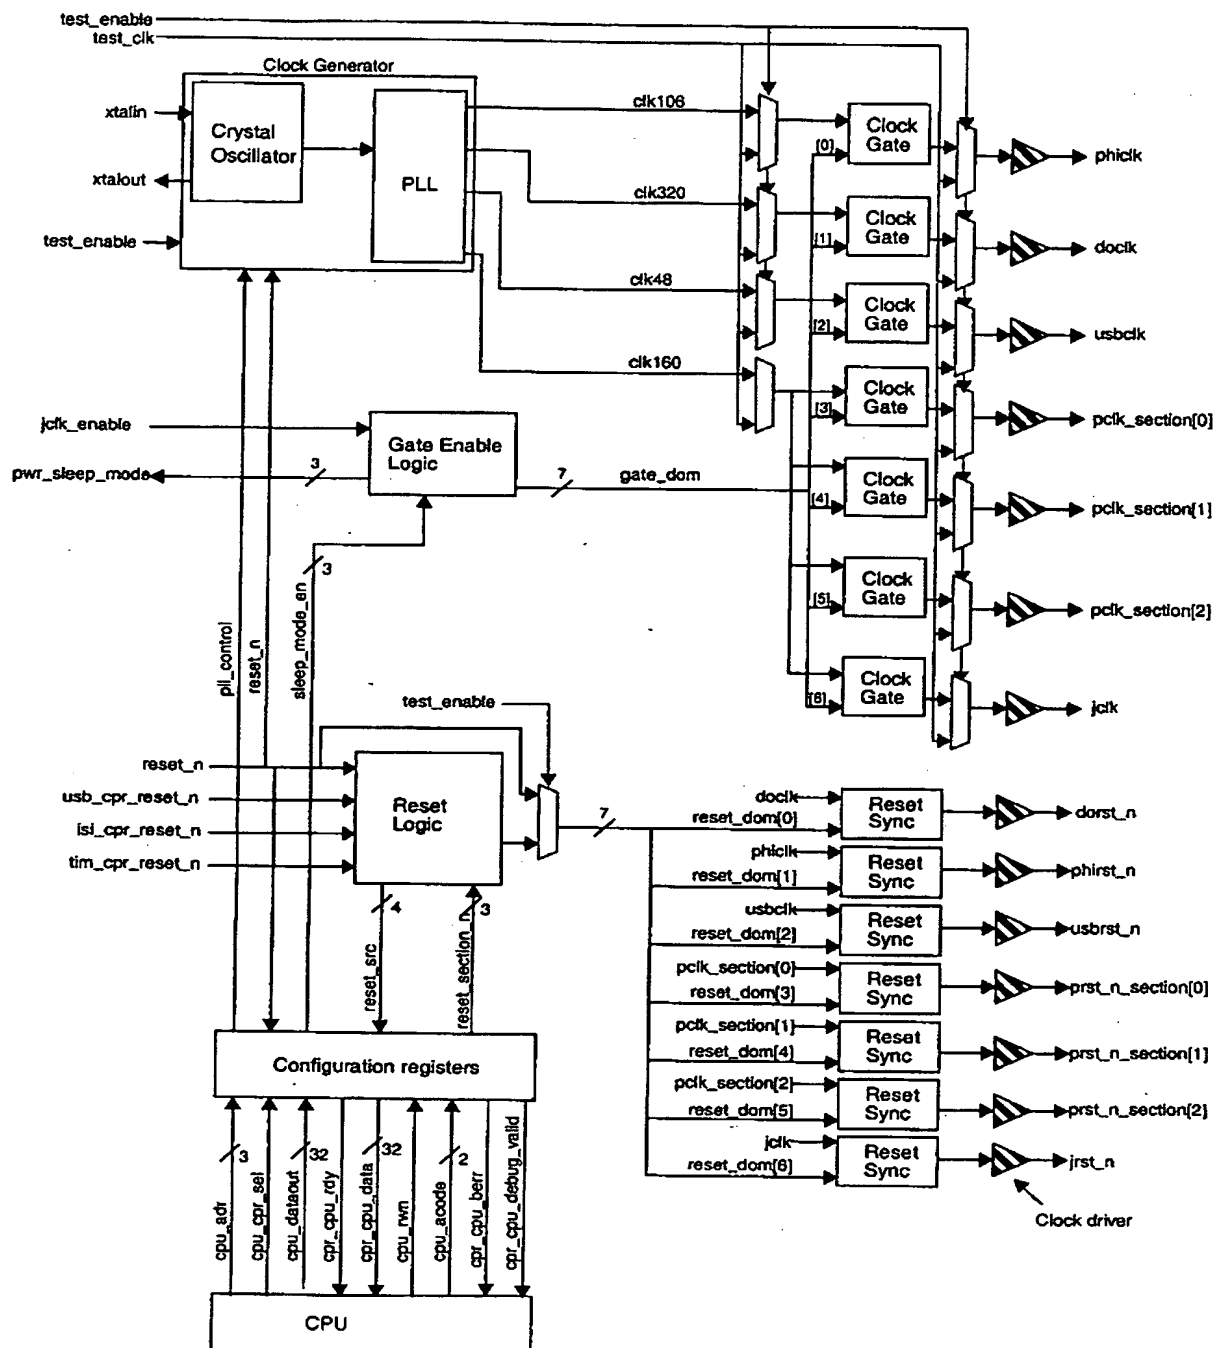 test_enable
test_clk
Clock Generator
xtalin
Crystal
Oscillator
xtalout
PLL
test_enable
clk106
clk320
clk48
clk160
Clock
Gate
[0]
phiclk
Clock
Gate
[1]
doclk
Clock
Gate
[2]
usbclk
Clock
Gate
[3]
pclk_section[0]
jclk_enable
Gate Enable
Logic
pwr_sleep_mode
3
7
gate_dom
Clock
Gate
[4]
pclk_section[1]
Clock
Gate
[5]
pclk_section[2]
Clock
Gate
[6]
jclk
3
pll_control
reset_n
sleep_mode_en
test_enable
reset_n
usb_cpr_reset_n
isi_cpr_reset_n
tim_cpr_reset_n
Reset
Logic
7
4
3
reset_src
reset_section_n
doclk
reset_dom[0]
Reset
Sync
dorst_n
phiclk
reset_dom[1]
Reset
Sync
phirst_n
usbclk
reset_dom[2]
Reset
Sync
usbrst_n
pclk_section[0]
reset_dom[3]
Reset
Sync
prst_n_section[0]
pclk_section[1]
reset_dom[4]
Reset
Sync
prst_n_section[1]
pclk_section[2]
reset_dom[5]
Reset
Sync
prst_n_section[2]
jclk
reset_dom[6]
Reset
Sync
jrst_n
Clock driver
Configuration registers
3
32
32
2
cpu_adr
cpu_cpr_sel
cpu_dataout
cpr_cpu_rdy
cpr_cpu_data
cpu_rwn
cpu_acode
cpr_cpu_berr
cpr_cpu_debug_valid
CPU